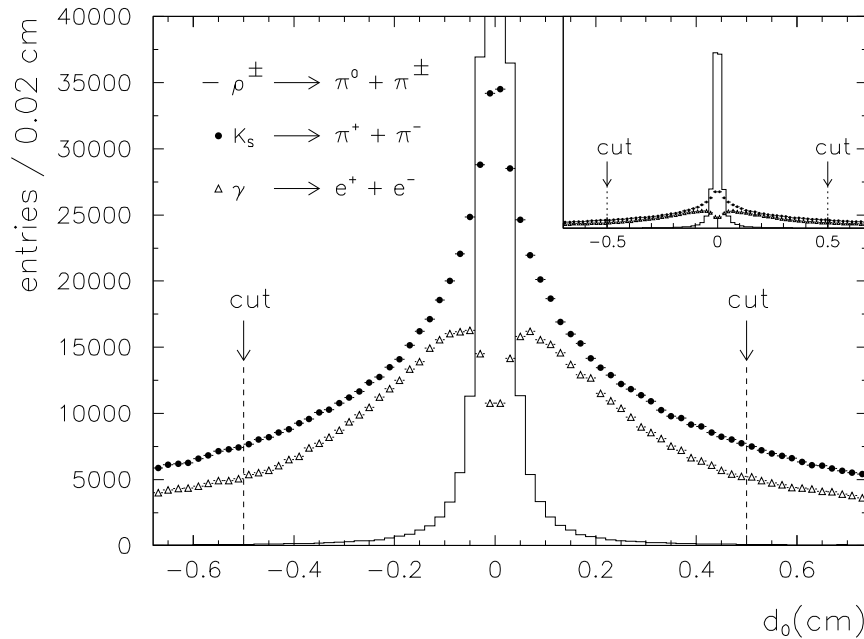 entries / 0.02 cm
40000
35000
30000
25000
20000
15000
10000
5000
0
— ρ± ⟶ π⁰ + π±
● Kₛ ⟶ π⁺ + π⁻
△ γ ⟶ e⁺ + e⁻
cut cut
−0.5 0 0.5
cut cut
−0.6 −0.4 −0.2 0 0.2 0.4 0.6
d₀(cm)